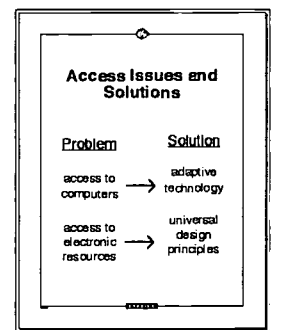 Access Issues and
Solutions
Problem
Solution
access to
computers
adaptive
technology
access to
electronic
resources
universal
design
principles